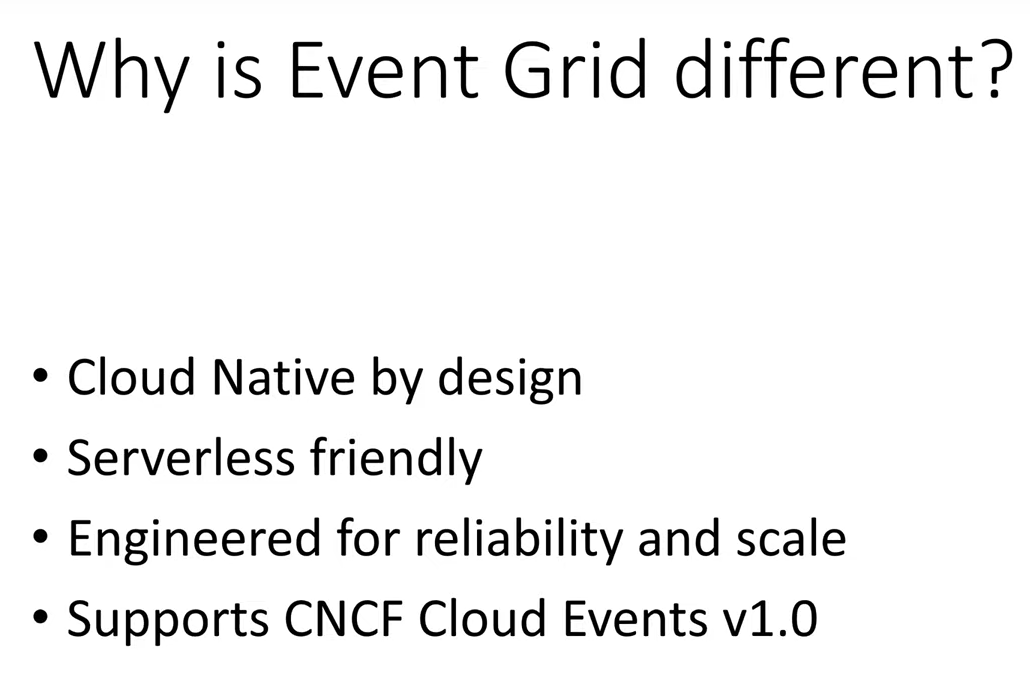 Why is Event Grid different?
• Cloud Native by design
• Serverless friendly
• Engineered for reliability and scale
• Supports CNCF Cloud Events v1.0